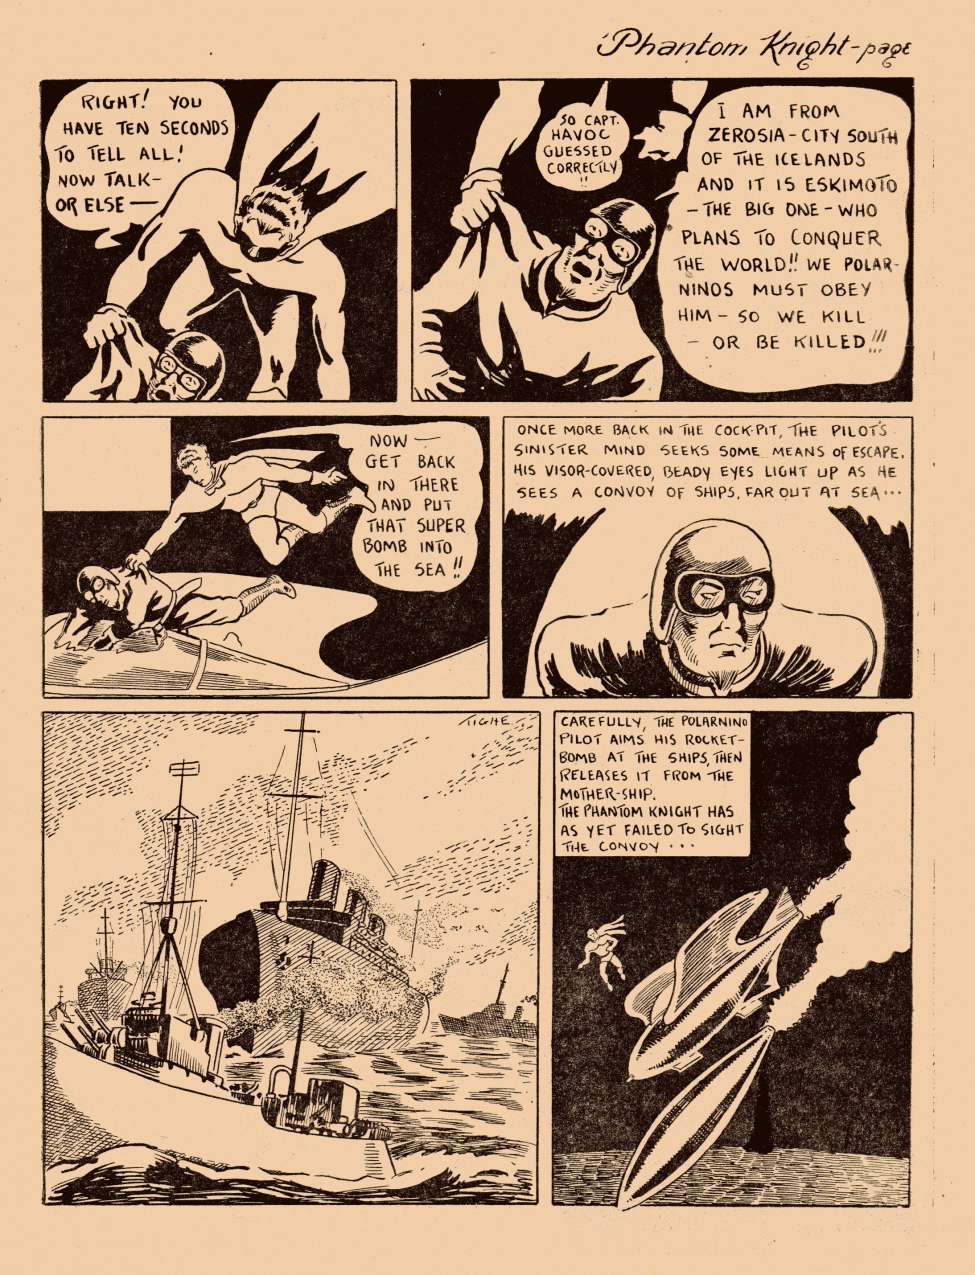 'Phantom Knight-page
RIGHT! YOU
HAVE TEN SECONDS
TO TELL ALL!
NOW TALK—
OR ELSE—
SO CAPT.
HAVOC
GUESSED
CORRECTLY
!!
I AM FROM
ZEROSIA-CITY SOUTH
OF THE ICELANDS
AND IT IS ESKIMOTO
-THE BIG ONE-WHO
PLANS TO CONQUER
THE WORLD!! WE POLAR-
NINOS MUST OBEY
HIM-SO WE KILL
- OR BE KILLED!!!
NOW—
GET BACK
IN THERE
AND PUT
THAT SUPER
BOMB INTO
THE SEA!!
ONCE MORE BACK IN THE COCK-PIT, THE PILOT'S
SINISTER MIND SEEKS SOME MEANS OF ESCAPE.
HIS VISOR-COVERED, BEADY EYES LIGHT UP AS HE
SEES A CONVOY OF SHIPS, FAR OUT AT SEA...
TIGHE
CAREFULLY, THE POLARNINO
PILOT AIMS HIS ROCKET-
BOMB AT THE SHIPS, THEN
RELEASES IT FROM THE
MOTHER-SHIP.
THE PHANTOM KNIGHT HAS
AS YET FAILED TO SIGHT
THE CONVOY...